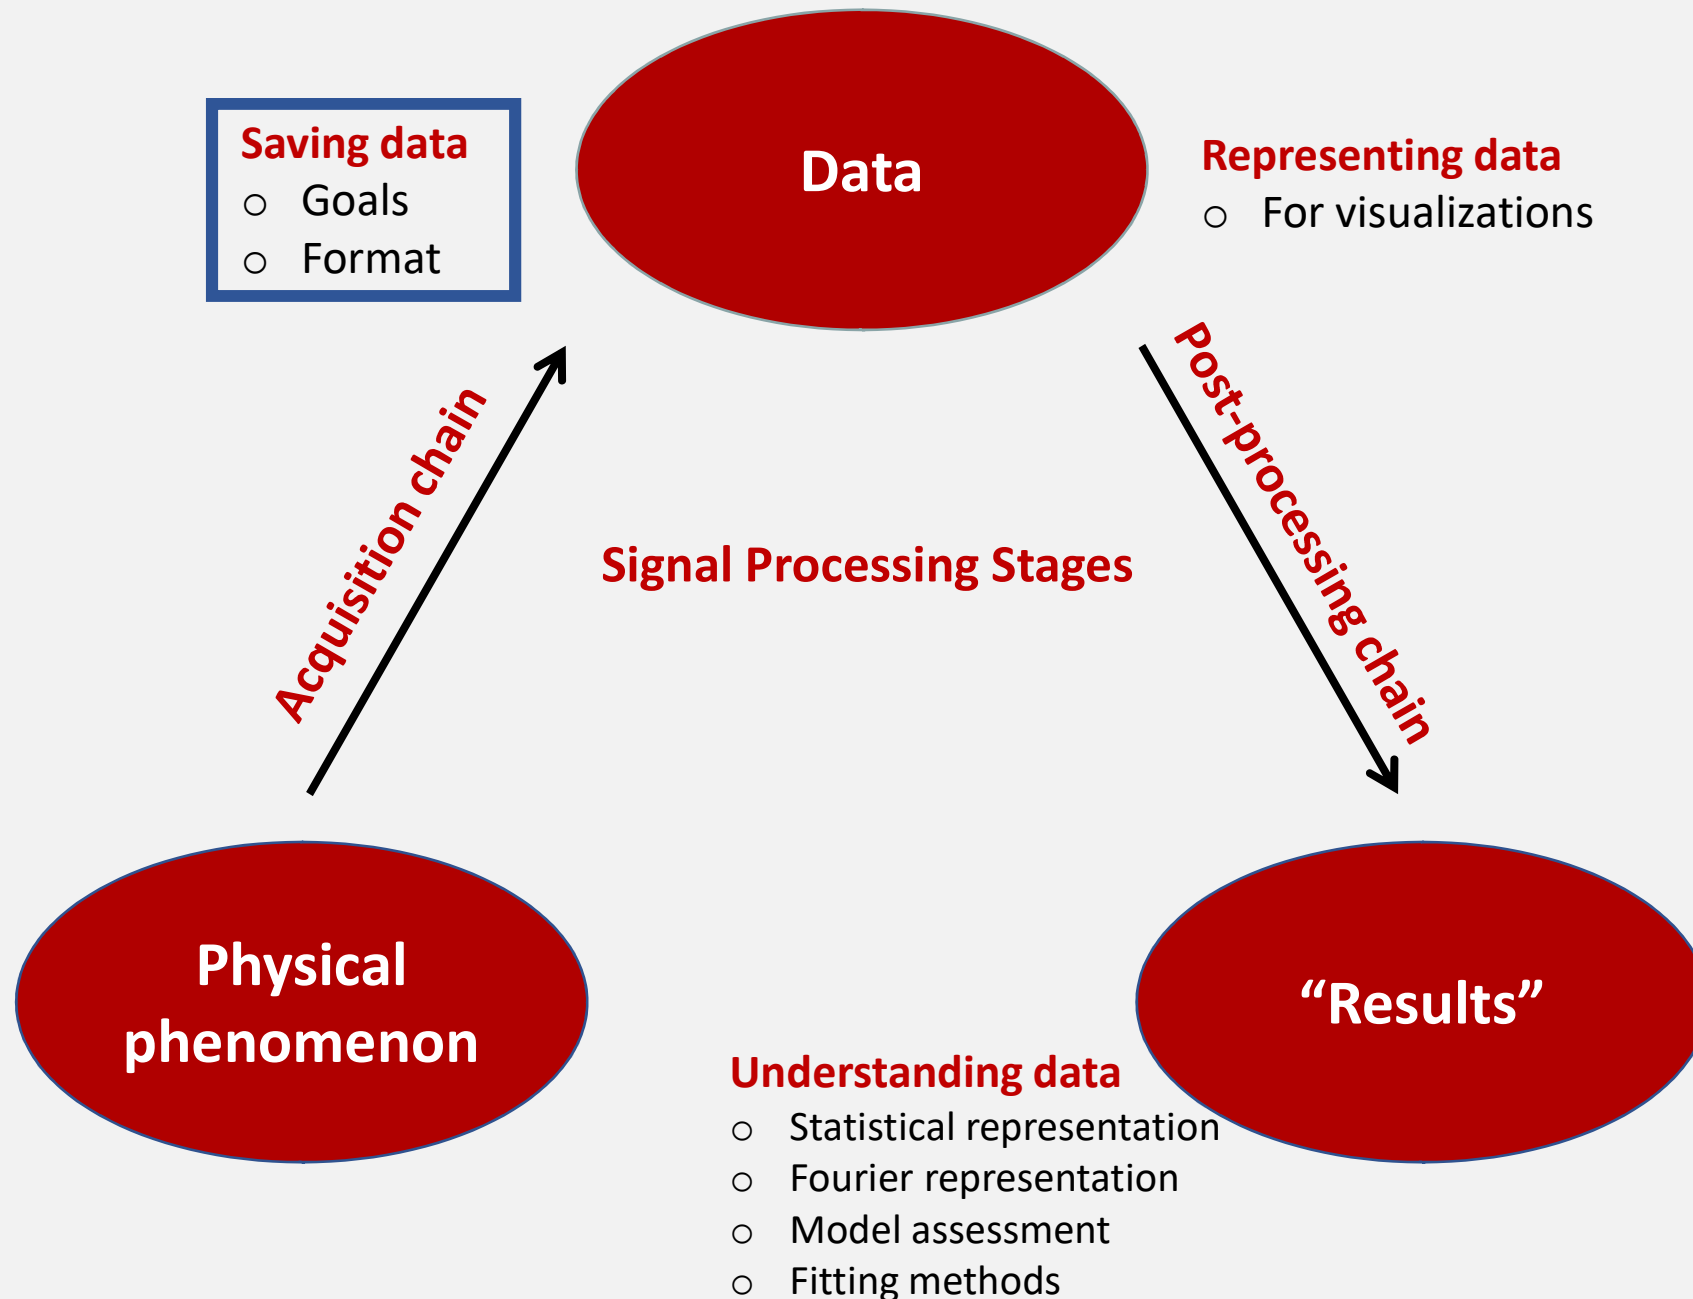 Data
Saving data
o Goals
o Format
Representing data
o For visualizations
Acquisition chain
Post-processing chain
Signal Processing Stages
Physical
phenomenon
“Results”
Understanding data
o Statistical representation
o Fourier representation
o Model assessment
o Fitting methods